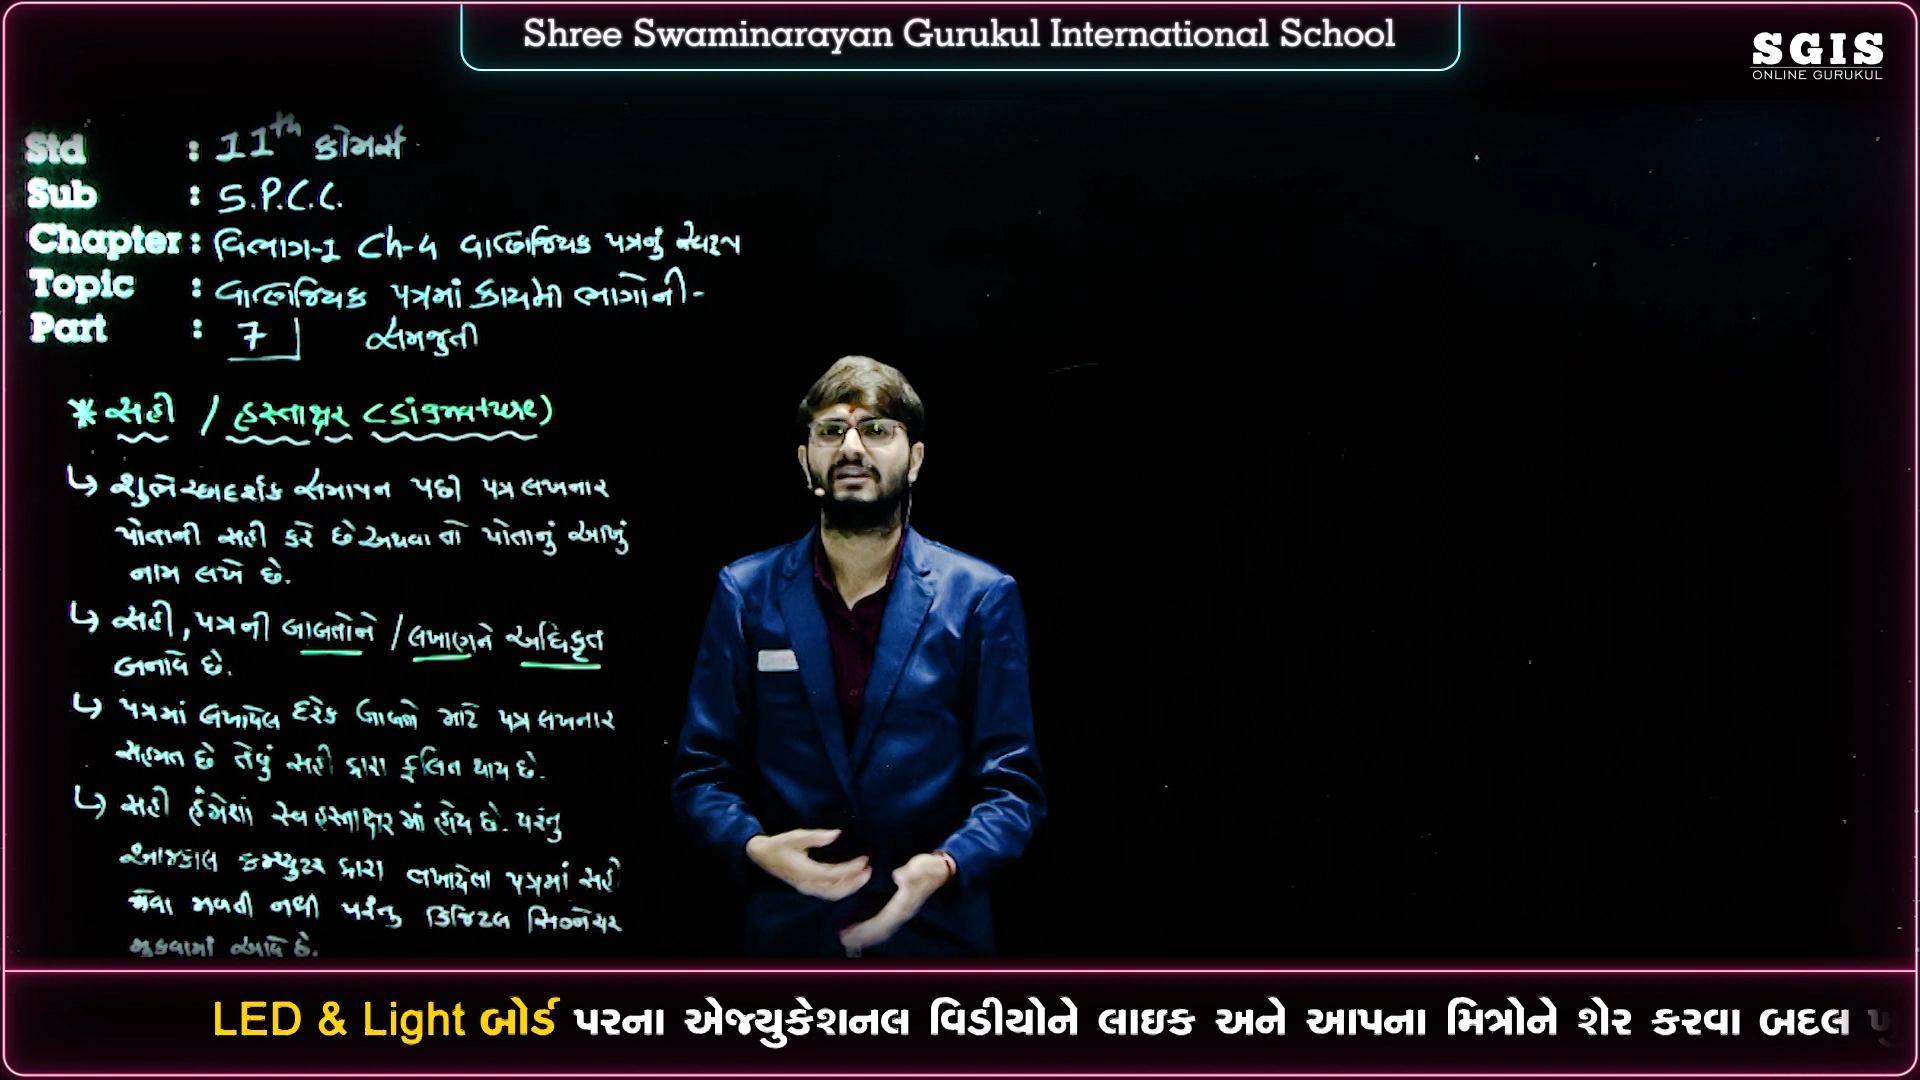 Shree Swaminarayan Gurukul International School
SGIS
ONLINE GURUKUL
Std : 11th કોમર્સ
Sub : S.P.C.C.
Chapter : વિભાગ-1 Ch-4 વાણિજ્યિક પત્રનું સ્વરૂપ
Topic : વાણિજ્યિક પત્રમાં કાયમી ભાગોની-
Part : 7 સમજુતી
* સહી / હસ્તાક્ષર (Signature)
↳ શુભેચ્છાદર્શક સમાપન પછી પત્ર લખનાર
પોતાની સહી કરે છે અથવા તો પોતાનું આખું
નામ લખે છે.
↳ સહી, પત્રની બાબતોને / લખાણને અધિકૃત
બનાવે છે.
↳ પત્રમાં લખાયેલ દરેક બાબત માટે પત્ર લખનાર
સહમત છે તેવું સહી દ્વારા ફલિત થાય છે.
↳ સહી હંમેશાં સ્વહસ્તાક્ષરમાં હોય છે. પરંતુ
આજકાલ કમ્પ્યુટર દ્વારા લખાયેલા પત્રમાં સહી
જોવા મળતી નથી પરંતુ ડિજિટલ સિગ્નેચર
મૂકવામાં આવે છે.
LED & Light બોર્ડ પરના એજ્યુકેશનલ વિડીયોને લાઇક અને આપના મિત્રોને શેર કરવા બદલ